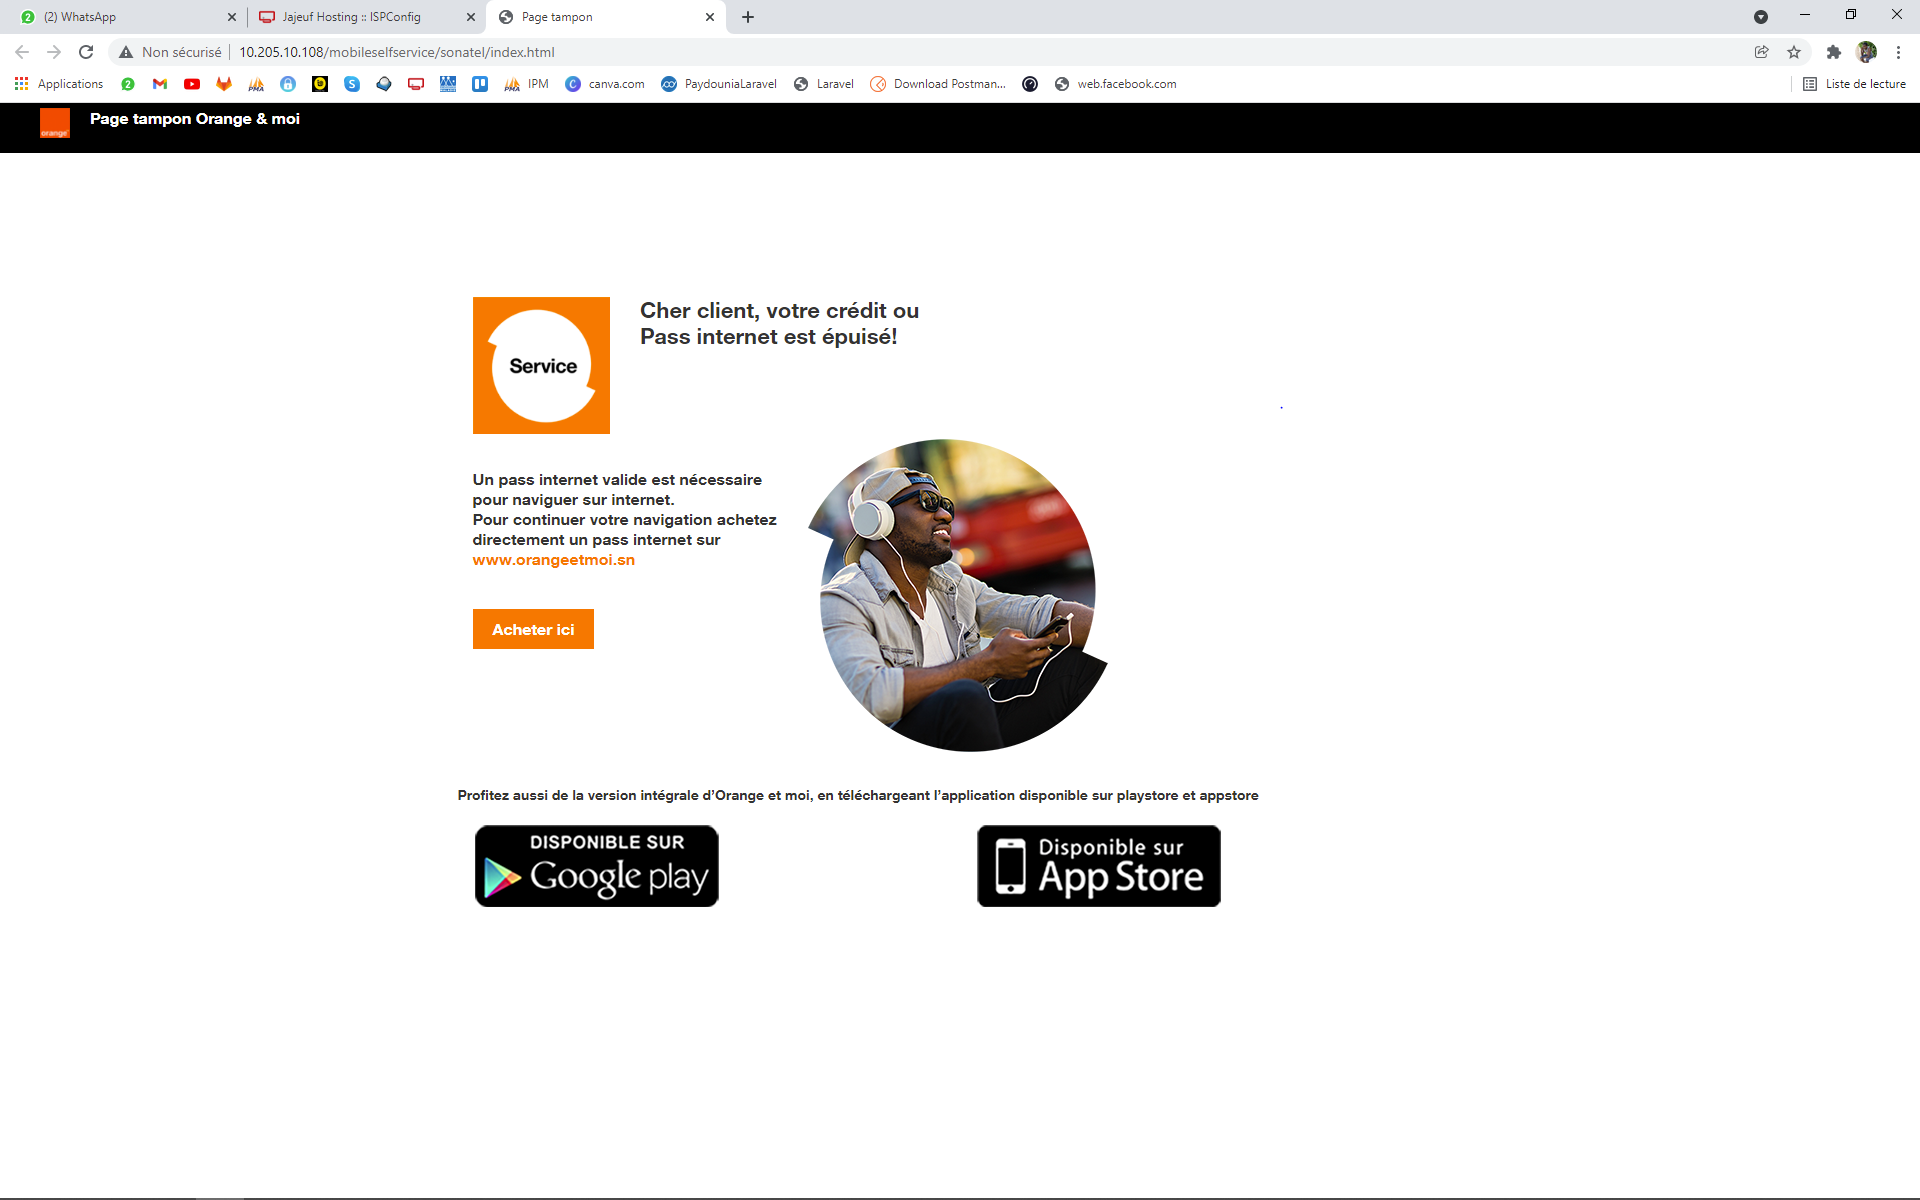 (2) WhatsApp
Jajeuf Hosting :: ISPConfig
Page tampon
Non sécurisé
10.205.10.108/mobileselfservice/sonatel/index.html
Applications
IPM
canva.com
PaydouniaLaravel
Laravel
Download Postman...
web.facebook.com
Liste de lecture
orange
Page tampon Orange & moi
Service
Cher client, votre crédit ou
Pass internet est épuisé!
Un pass internet valide est nécessaire
pour naviguer sur internet.
Pour continuer votre navigation achetez
directement un pass internet sur
www.orangeetmoi.sn
Acheter ici
Profitez aussi de la version intégrale d’Orange et moi, en téléchargeant l’application disponible sur playstore et appstore
DISPONIBLE SUR
Google play
Disponible sur
App Store